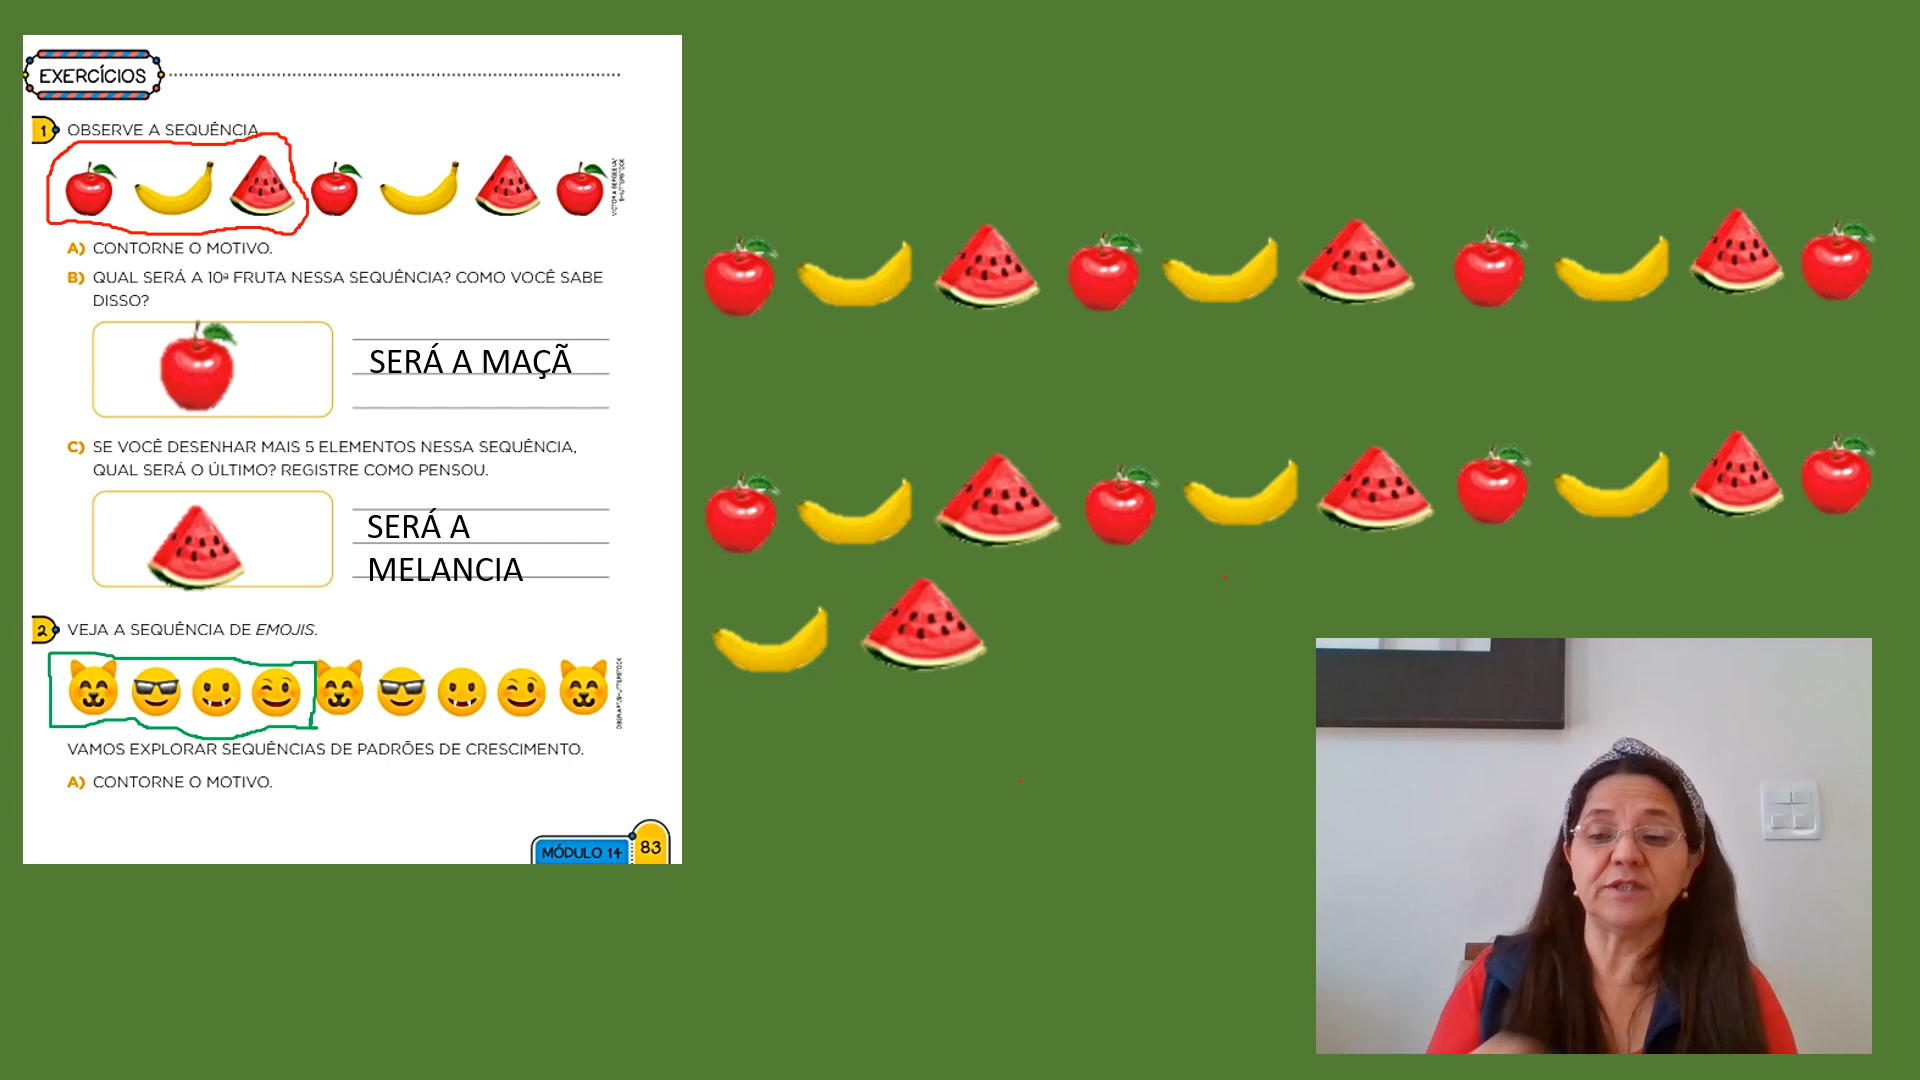 EXERCÍCIOS
1 OBSERVE A SEQUÊNCIA.
A) CONTORNE O MOTIVO.
B) QUAL SERÁ A 10ª FRUTA NESSA SEQUÊNCIA? COMO VOCÊ SABE
DISSO?
SERÁ A MAÇÃ
C) SE VOCÊ DESENHAR MAIS 5 ELEMENTOS NESSA SEQUÊNCIA,
QUAL SERÁ O ÚLTIMO? REGISTRE COMO PENSOU.
SERÁ A
MELANCIA
2 VEJA A SEQUÊNCIA DE EMOJIS.
VAMOS EXPLORAR SEQUÊNCIAS DE PADRÕES DE CRESCIMENTO.
A) CONTORNE O MOTIVO.
MÓDULO 14 83